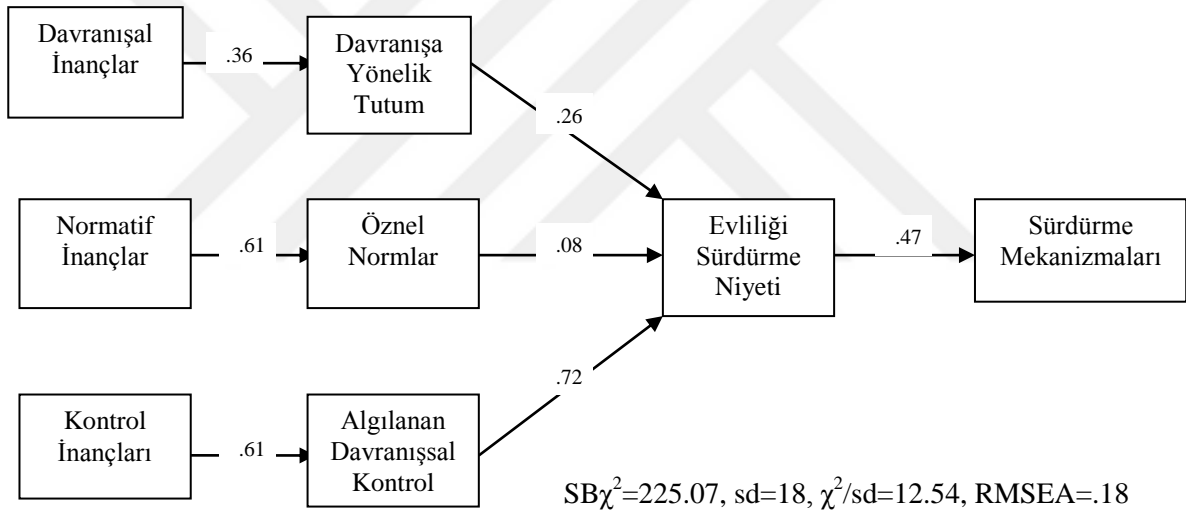 Davranışal
İnançlar
.36
Davranışa
Yönelik
Tutum
.26
Normatif
İnançlar
.61
Öznel
Normlar
.08
Evliliği
Sürdürme
Niyeti
.47
Sürdürme
Mekanizmaları
.72
Kontrol
İnançları
.61
Algılanan
Davranışsal
Kontrol
SBχ²=225.07, sd=18, χ²/sd=12.54, RMSEA=.18